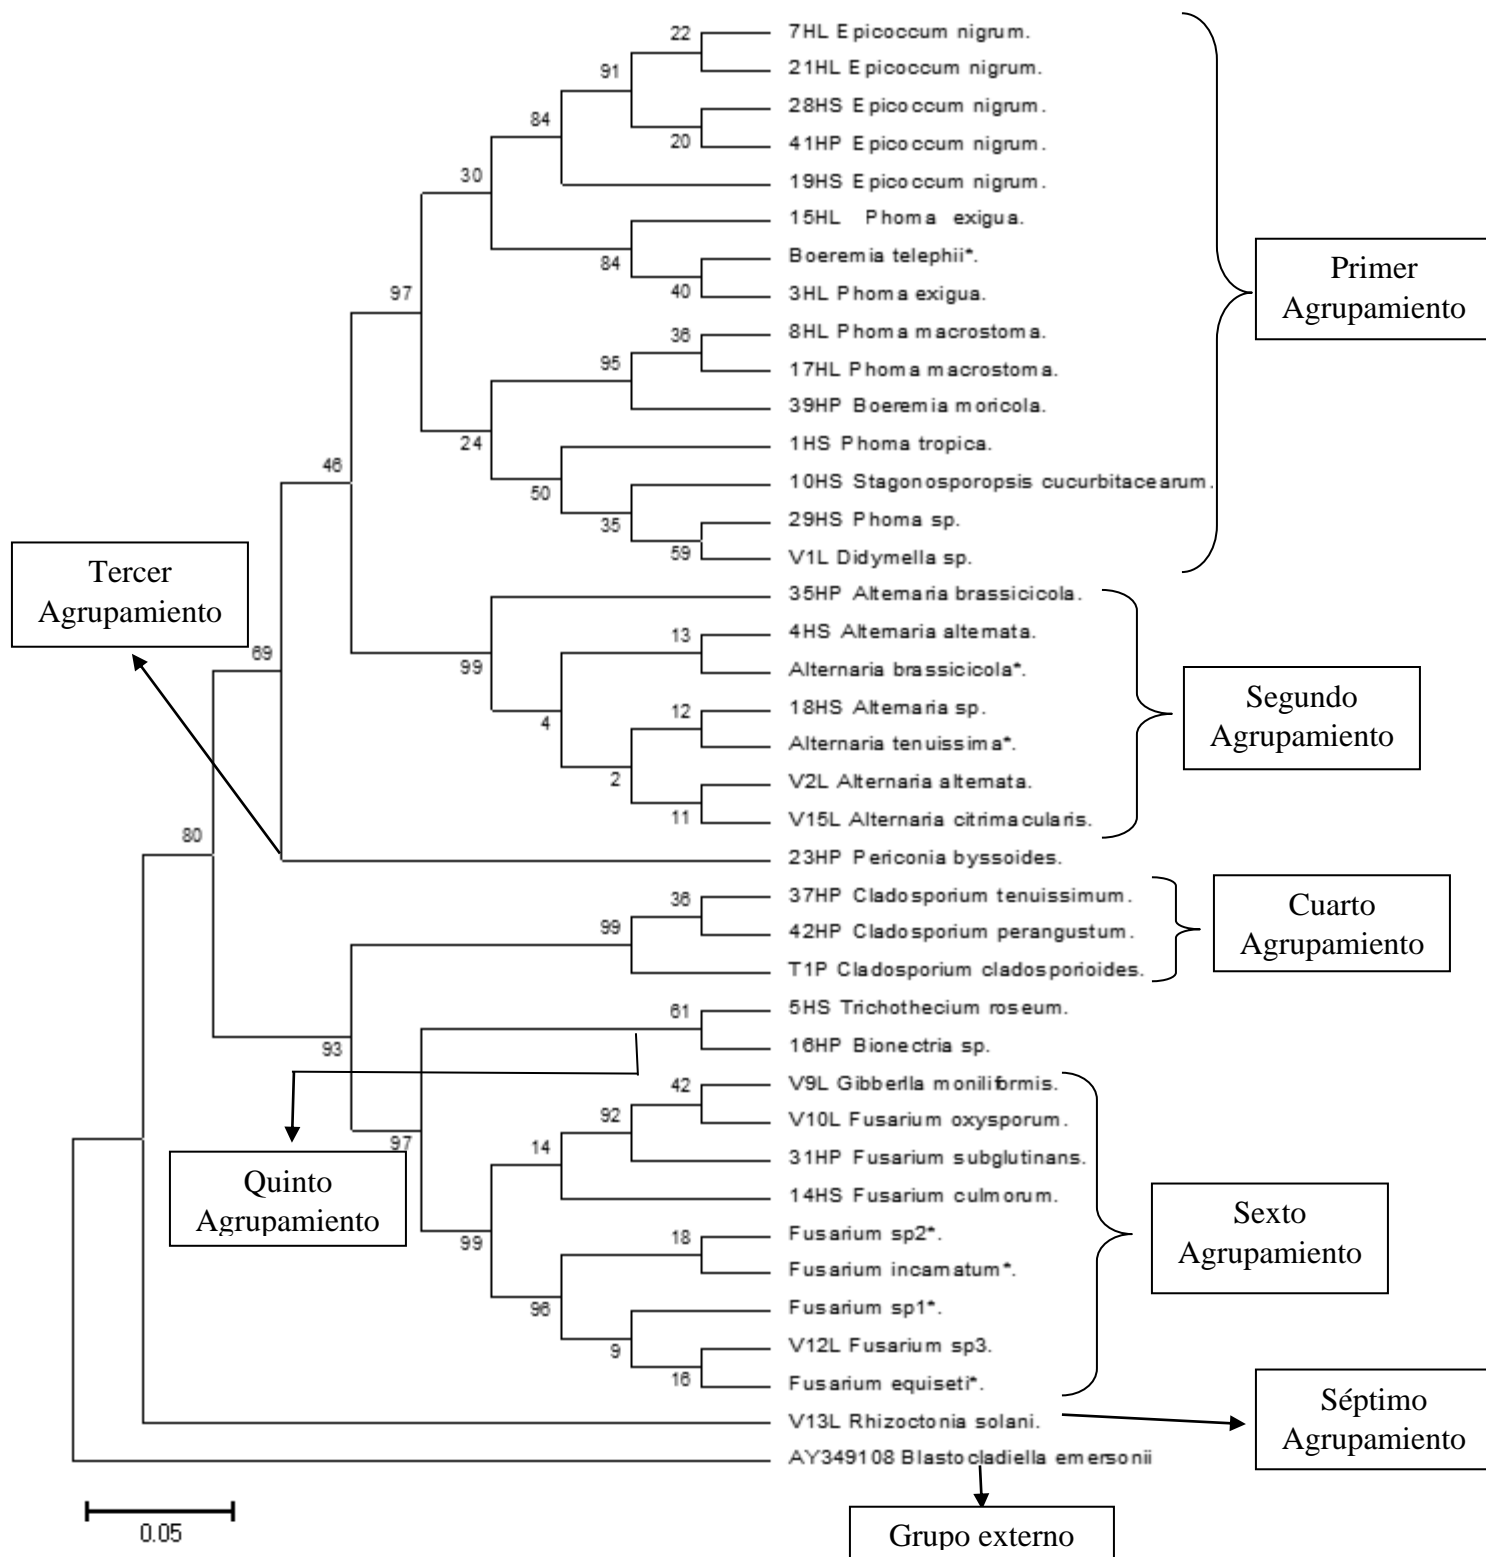 22
7HL Epicoccum nigrum.
21HL Epicoccum nigrum.
91
28HS Epicoccum nigrum.
84
41HP Epicoccum nigrum.
20
30
19HS Epicoccum nigrum.
15HL Phoma exigua.
Boeremia telephii*.
84
3HL Phoma exigua.
40
97
Primer
Agrupamiento
8HL Phoma macrostoma.
36
17HL Phoma macrostoma.
95
39HP Boeremia moricola.
24
1HS Phoma tropica.
46
10HS Stagonosporopsis cucurbitacearum.
50
29HS Phoma sp.
35
V1L Didymella sp.
59
Tercer
Agrupamiento
35HP Alternaria brassicicola.
4HS Alternaria alternata.
13
69
99
Alternaria brassicicola*.
18HS Alternaria sp.
12
4
Alternaria tenuissima*.
Segundo
Agrupamiento
V2L Alternaria alternata.
2
V15L Alternaria citrimacularis.
11
80
23HP Periconia byssoides.
37HP Cladosporium tenuissimum.
36
99
42HP Cladosporium perangustum.
T1P Cladosporium cladosporioides.
Cuarto
Agrupamiento
5HS Trichothecium roseum.
61
93
16HP Bionectria sp.
V9L Gibberlla moniliformis.
42
92
V10L Fusarium oxysporum.
97
14
31HP Fusarium subglutinans.
Quinto
Agrupamiento
14HS Fusarium culmorum.
99
Fusarium sp2*.
18
Fusarium incarnatum*.
Sexto
Agrupamiento
96
Fusarium sp1*.
9
V12L Fusarium sp3.
16
Fusarium equiseti*.
V13L Rhizoctonia solani.
Séptimo
Agrupamiento
AY349108 Blastocladiella emersonii
0.05
Grupo externo